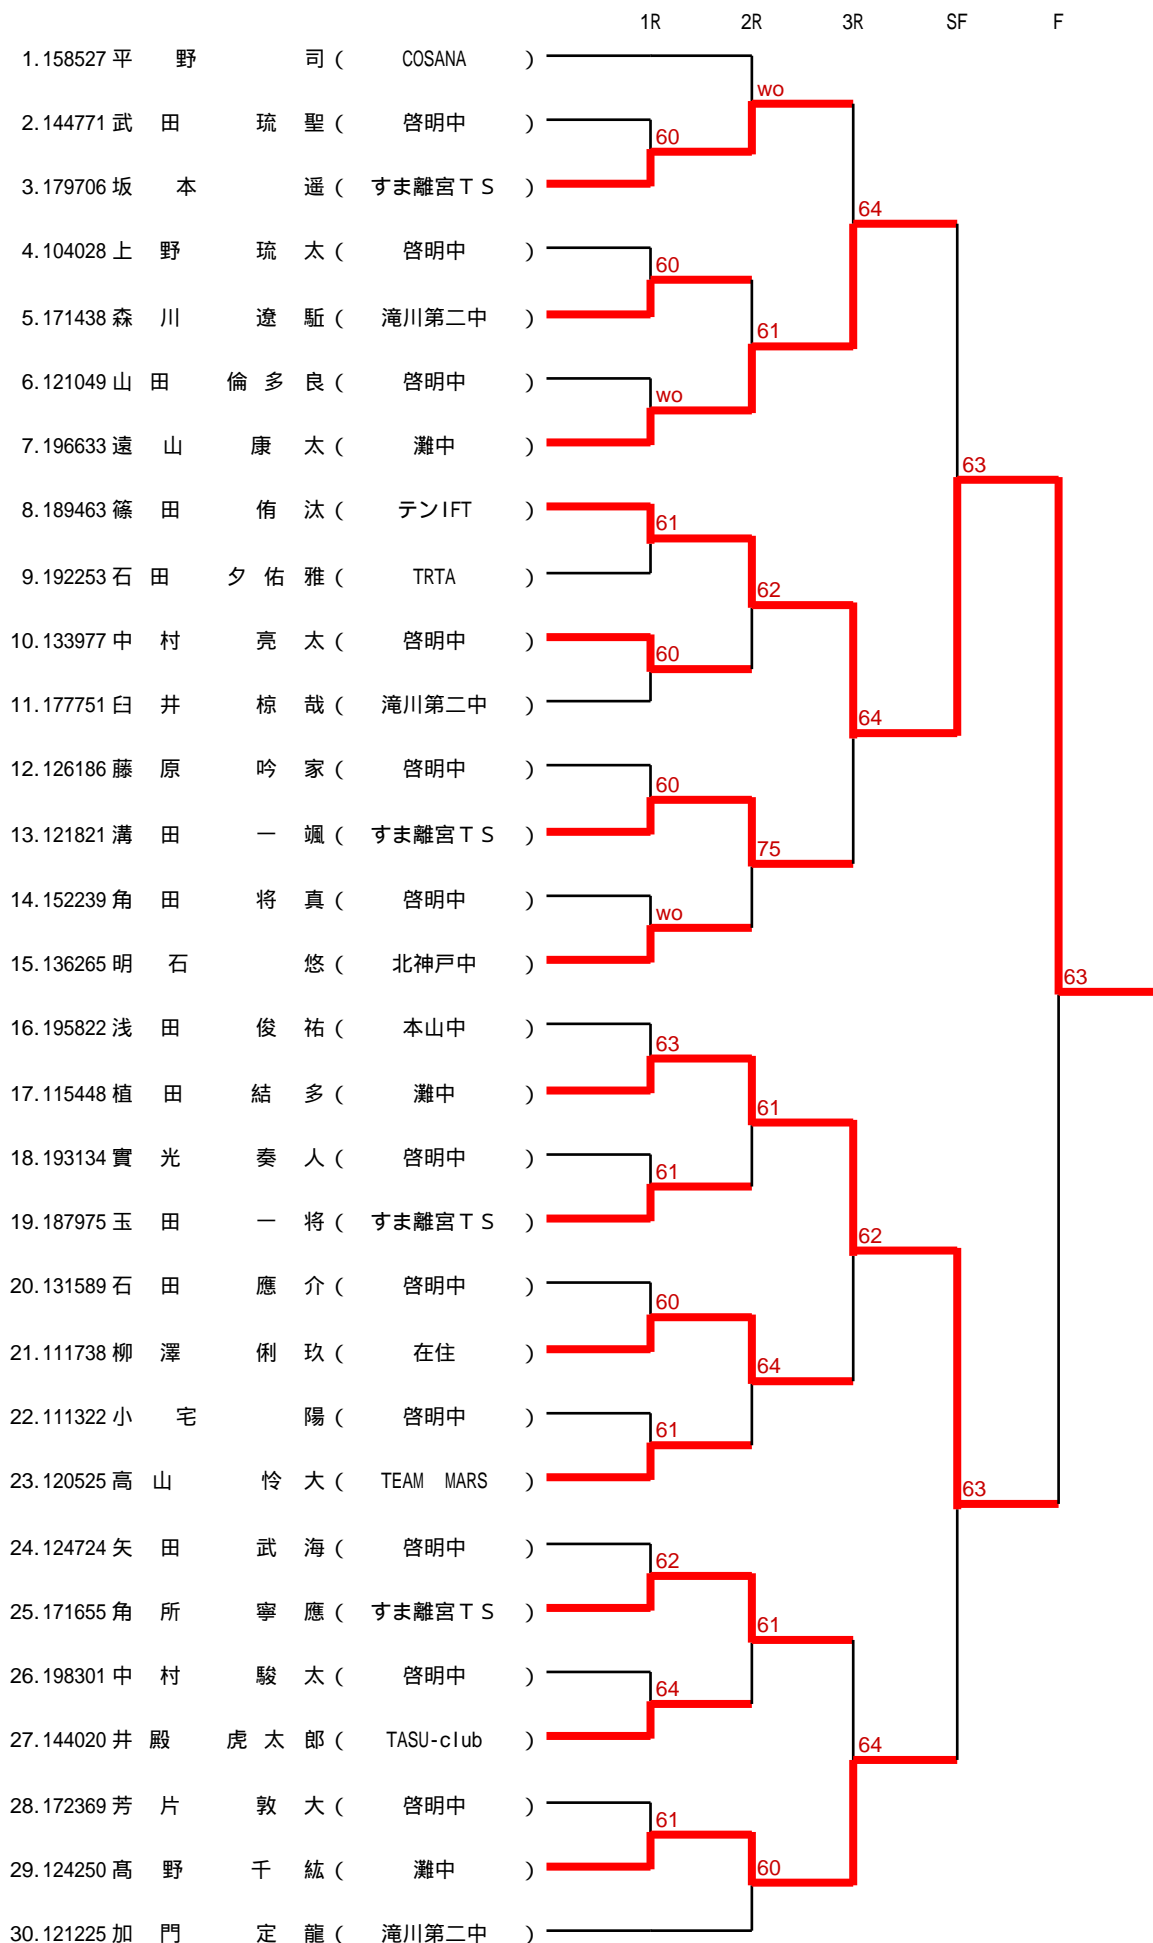 1R 2R 3R SF F
1.158527 平野 司 ( COSANA )
wo
2.144771 武田 琉聖 ( 啓明中 )
60
3.179706 坂本 遥 ( すま離宮ＴＳ )
64
4.104028 上野 琉太 ( 啓明中 )
60
5.171438 森川 遼駈 ( 滝川第二中 )
61
6.121049 山田 倫多良 ( 啓明中 )
wo
7.196633 遠山 康太 ( 灘中 )
63
8.189463 篠田 侑汰 ( テンIFT )
61
9.192253 石田 夕佑雅 ( TRTA )
62
10.133977 中村 亮太 ( 啓明中 )
60
11.177751 臼井 椋哉 ( 滝川第二中 )
64
12.126186 藤原 吟家 ( 啓明中 )
60
13.121821 溝田 一颯 ( すま離宮ＴＳ )
75
14.152239 角田 将真 ( 啓明中 )
wo
15.136265 明石 悠 ( 北神戸中 )
63
16.195822 浅田 俊祐 ( 本山中 )
63
17.115448 植田 結多 ( 灘中 )
61
18.193134 實光 奏人 ( 啓明中 )
61
19.187975 玉田 一将 ( すま離宮ＴＳ )
62
20.131589 石田 應介 ( 啓明中 )
60
21.111738 柳澤 俐玖 ( 在住 )
64
22.111322 小宅 陽 ( 啓明中 )
61
23.120525 高山 怜大 ( TEAM MARS )
63
24.124724 矢田 武海 ( 啓明中 )
62
25.171655 角所 寧應 ( すま離宮ＴＳ )
61
26.198301 中村 駿太 ( 啓明中 )
64
27.144020 井殿 虎太郎 ( TASU-club )
64
28.172369 芳片 敦大 ( 啓明中 )
61
29.124250 髙野 千紘 ( 灘中 )
60
30.121225 加門 定龍 ( 滝川第二中 )